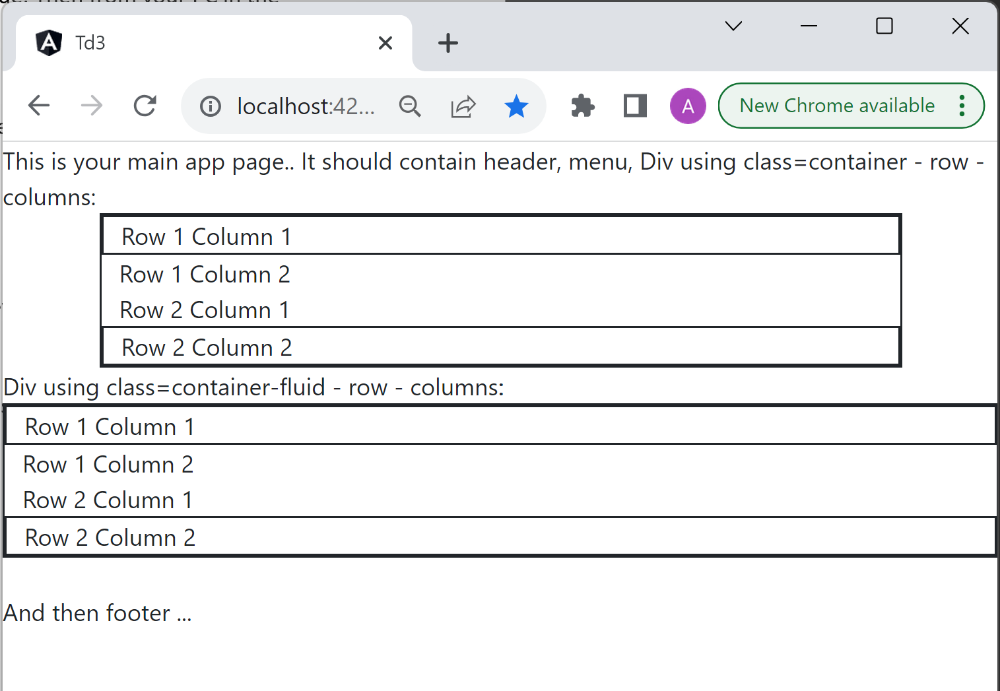 Td3
localhost:42...
A
New Chrome available
This is your main app page.. It should contain header, menu, Div using class=container - row -
columns:
Row 1 Column 1
Row 1 Column 2
Row 2 Column 1
Row 2 Column 2
Div using class=container-fluid - row - columns:
Row 1 Column 1
Row 1 Column 2
Row 2 Column 1
Row 2 Column 2
And then footer ...